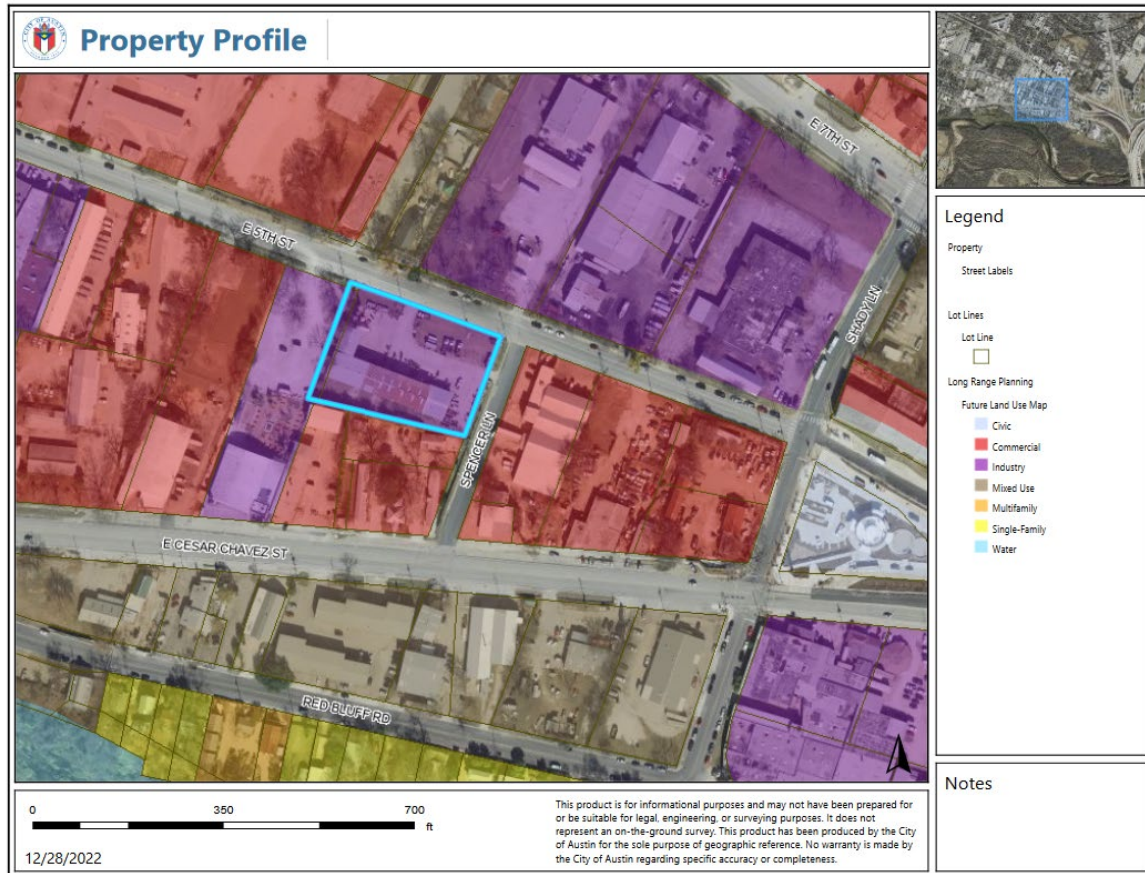 Property Profile
E 7TH ST
E 5TH ST
SHADY LN
SPENCER LN
E CESAR CHAVEZ ST
RED BLUFF RD
0 350 700
ft
12/28/2022
This product is for informational purposes and may not have been prepared for
or be suitable for legal, engineering, or surveying purposes. It does not
represent an on-the-ground survey. This product has been produced by the City
of Austin for the sole purpose of geographic reference. No warranty is made by
the City of Austin regarding specific accuracy or completeness.
Legend
Property
Street Labels
Lot Lines
Lot Line
Long Range Planning
Future Land Use Map
Civic
Commercial
Industry
Mixed Use
Multifamily
Single-Family
Water
Notes